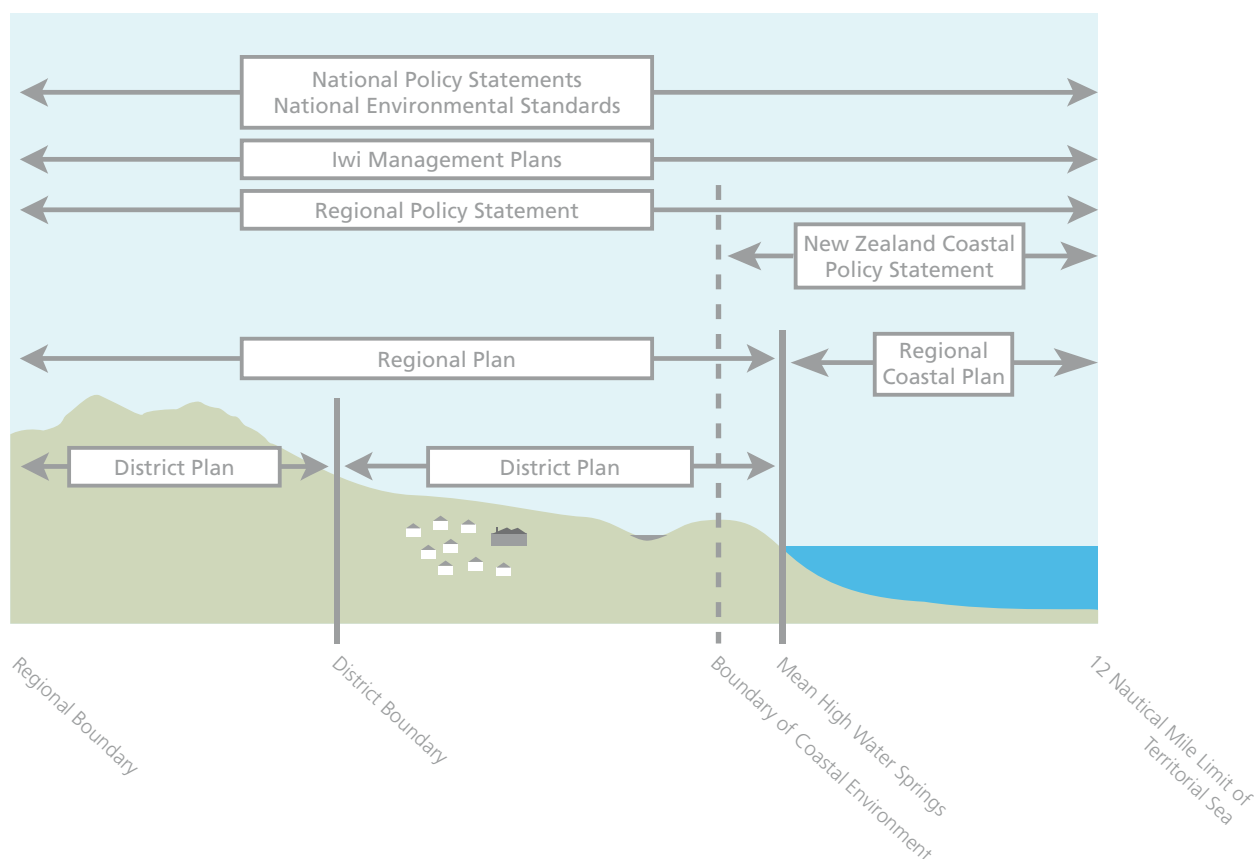 National Policy Statements
National Environmental Standards
Iwi Management Plans
Regional Policy Statement
New Zealand Coastal
Policy Statement
Regional Plan
Regional
Coastal Plan
District Plan
District Plan
Regional Boundary
District Boundary
Boundary of Coastal Environment
Mean High Water Springs
12 Nautical Mile Limit of
Territorial Sea